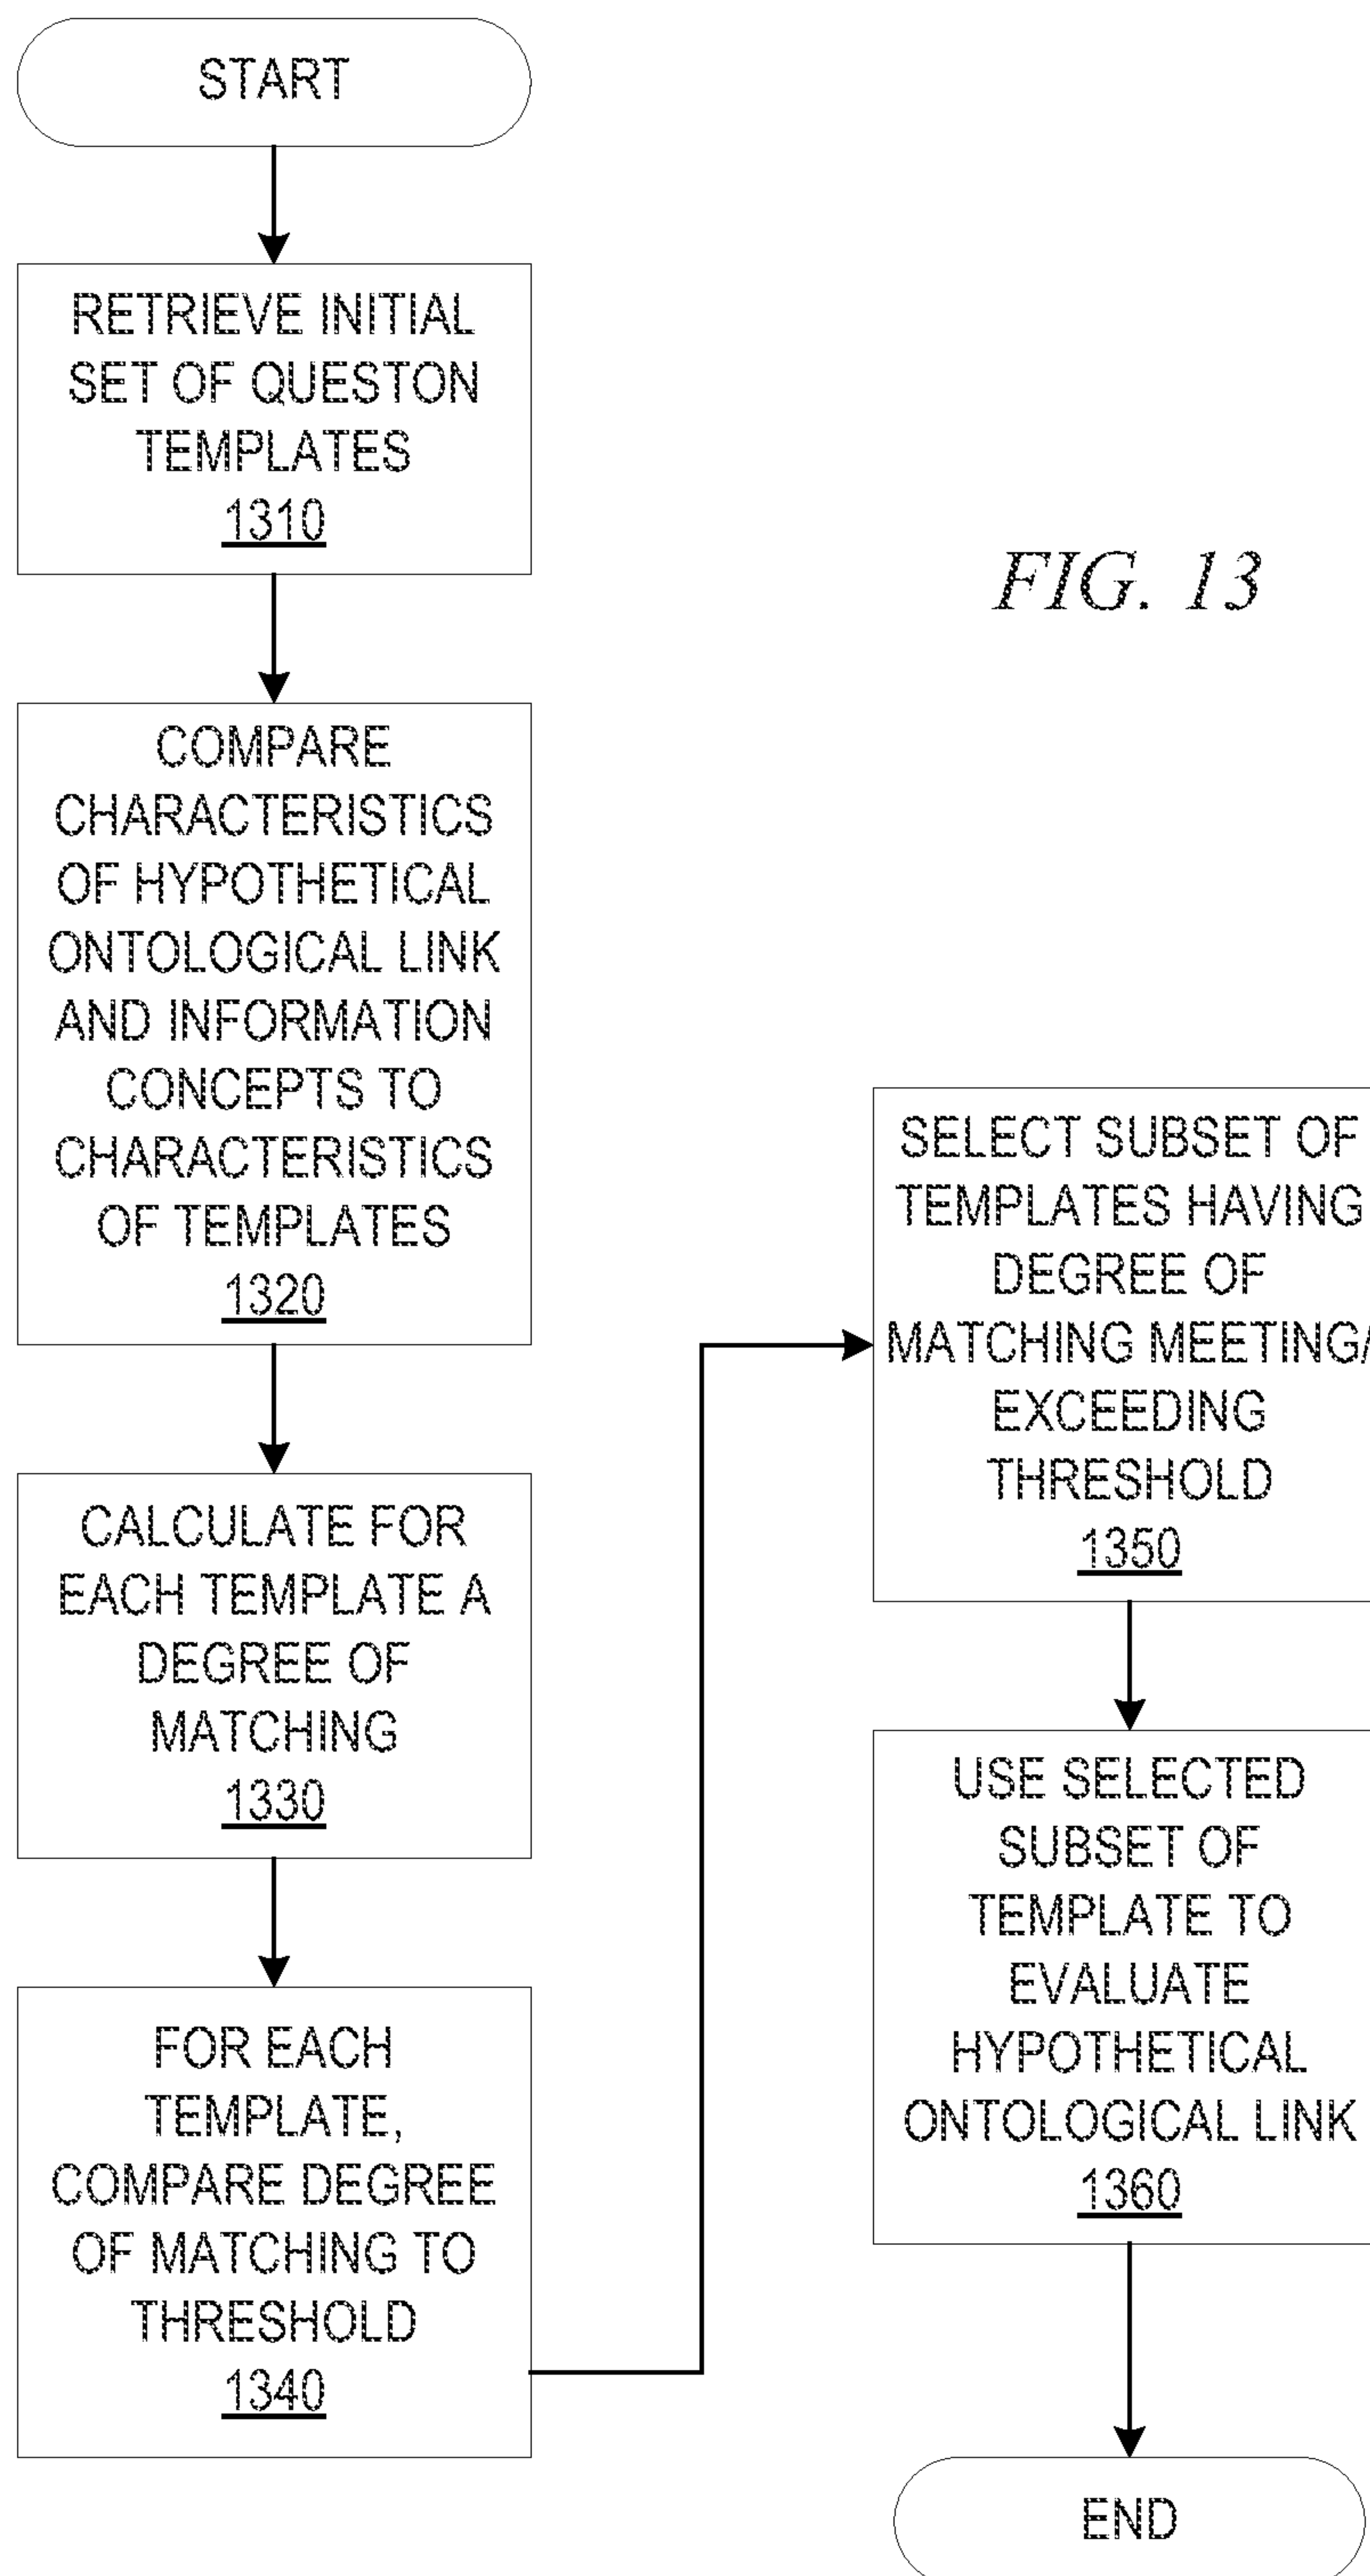 START
RETRIEVE INITIAL
SET OF QUESTON
TEMPLATES
1310
COMPARE
CHARACTERISTICS
OF HYPOTHETICAL
ONTOLOGICAL LINK
AND INFORMATION
CONCEPTS TO
CHARACTERISTICS
OF TEMPLATES
1320
CALCULATE FOR
EACH TEMPLATE A
DEGREE OF
MATCHING
1330
FOR EACH
TEMPLATE,
COMPARE DEGREE
OF MATCHING TO
THRESHOLD
1340
FIG. 13
SELECT SUBSET OF
TEMPLATES HAVING
DEGREE OF
MATCHING MEETING/
EXCEEDING
THRESHOLD
1350
USE SELECTED
SUBSET OF
TEMPLATE TO
EVALUATE
HYPOTHETICAL
ONTOLOGICAL LINK
1360
END